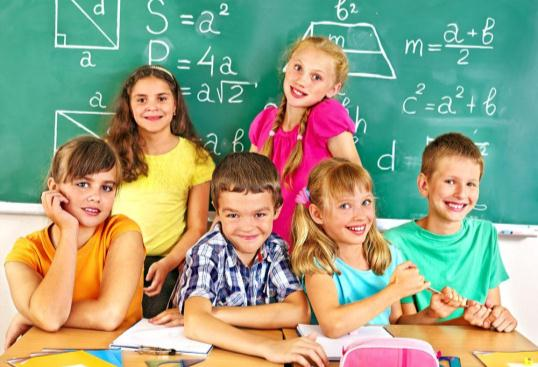 d
a
S = a²
P = 4a
= a√2
a
a b
b²
m
h
m = a+b
2
c² = a² + b
d =